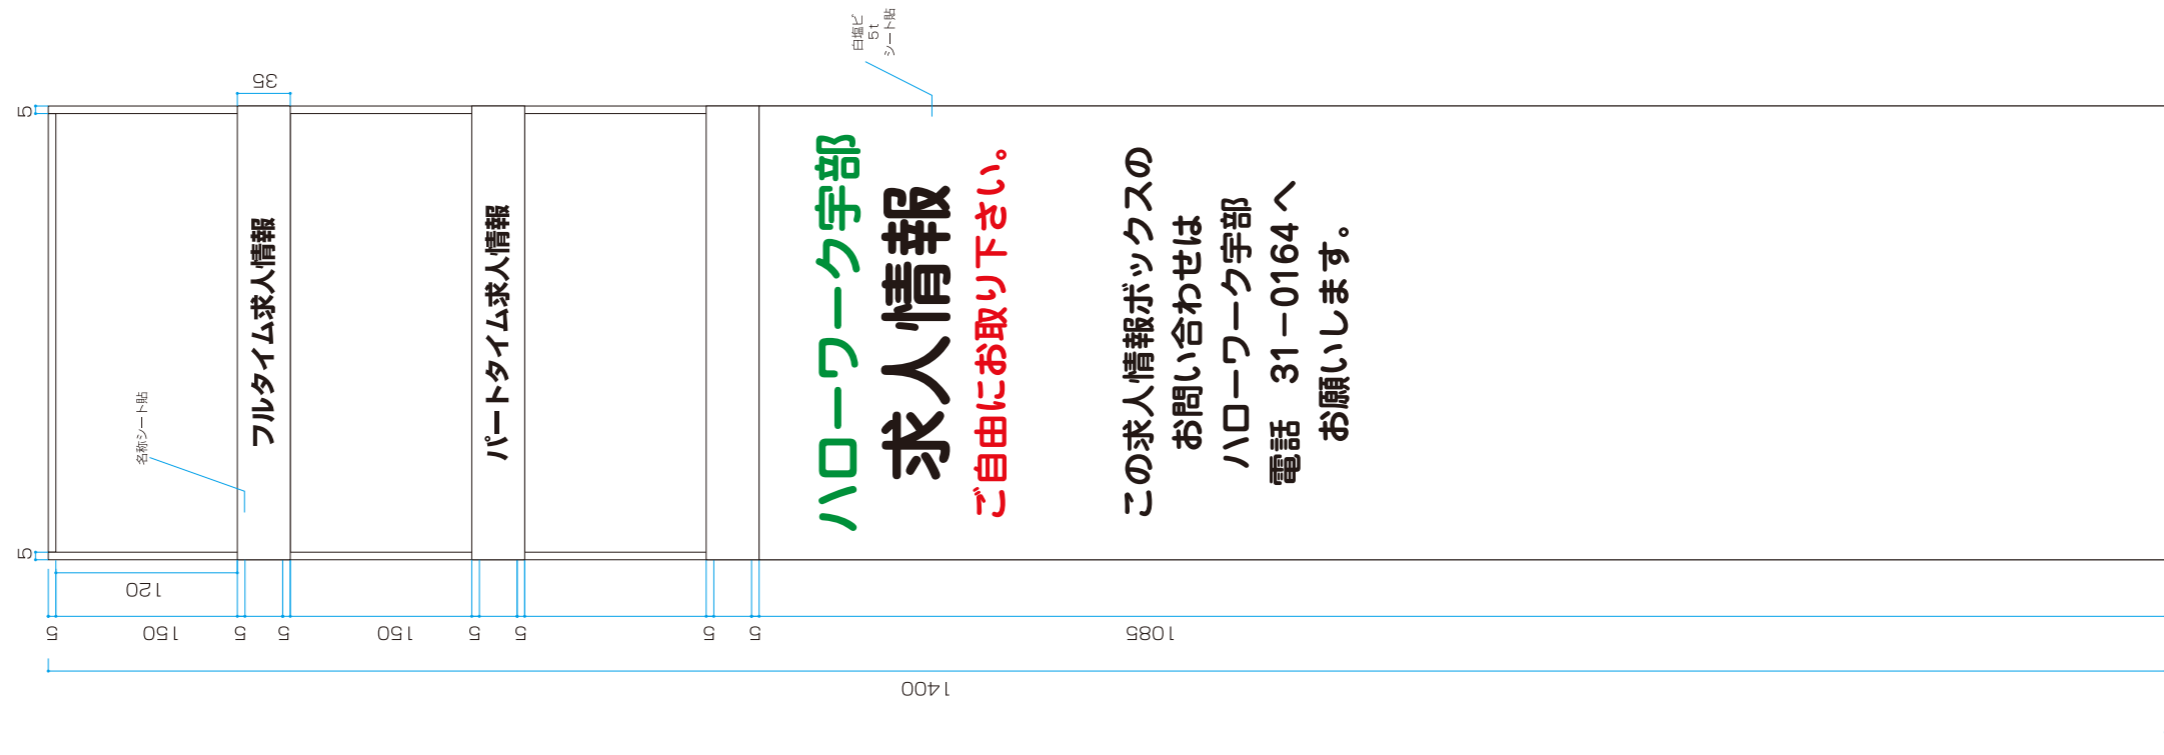 白塩ビ
5t
シート貼
35
5
名称シート貼
フルタイム求人情報
パートタイム求人情報
ハローワーク宇部
求人情報
ご自由にお取り下さい。
この求人情報ボックスの
お問い合わせは
ハローワーク宇部
電話 31−0164へ
お願いします。
5
120
5
150
5
5
150
5
5
5
5
1085
1400